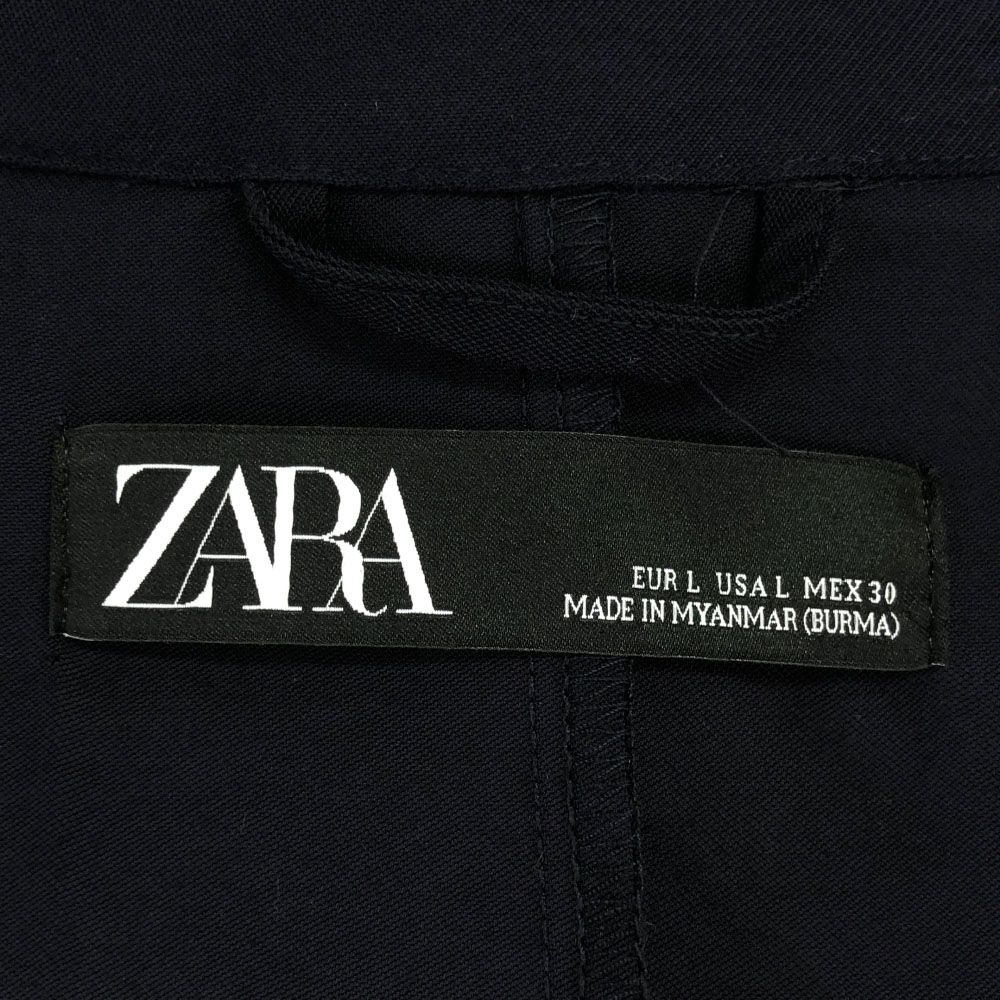 ZARA
EUR L USA L MEX 30
MADE IN MYANMAR (BURMA)